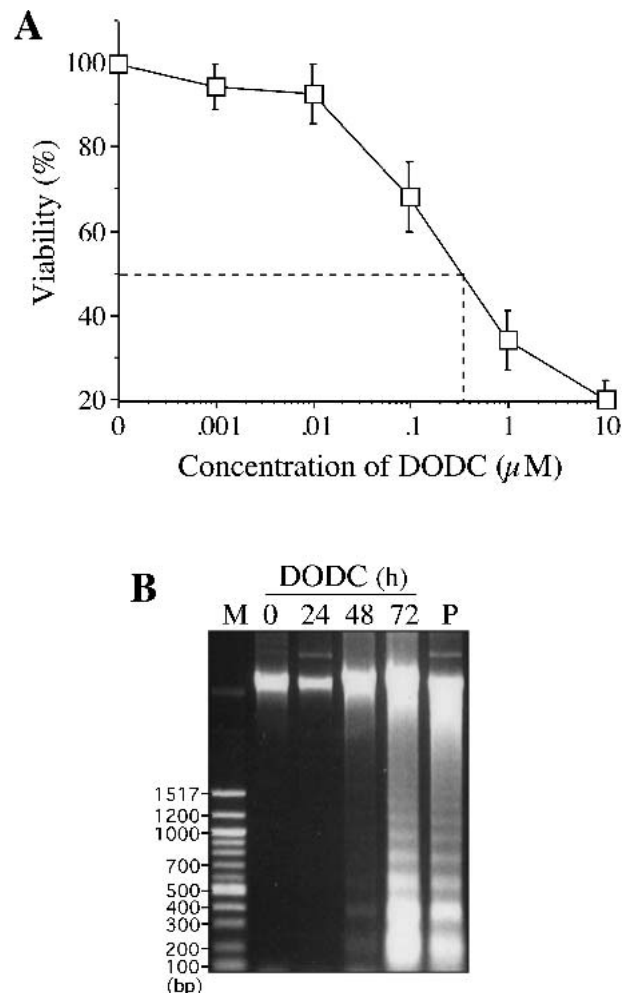 A
Viability (%)
100
80
60
40
20
0 .001 .01 .1 1 10
Concentration of DODC (μM)
B
DODC (h)
M 0 24 48 72 P
1517
1200
1000
700
500
400
300
200
100
(bp)